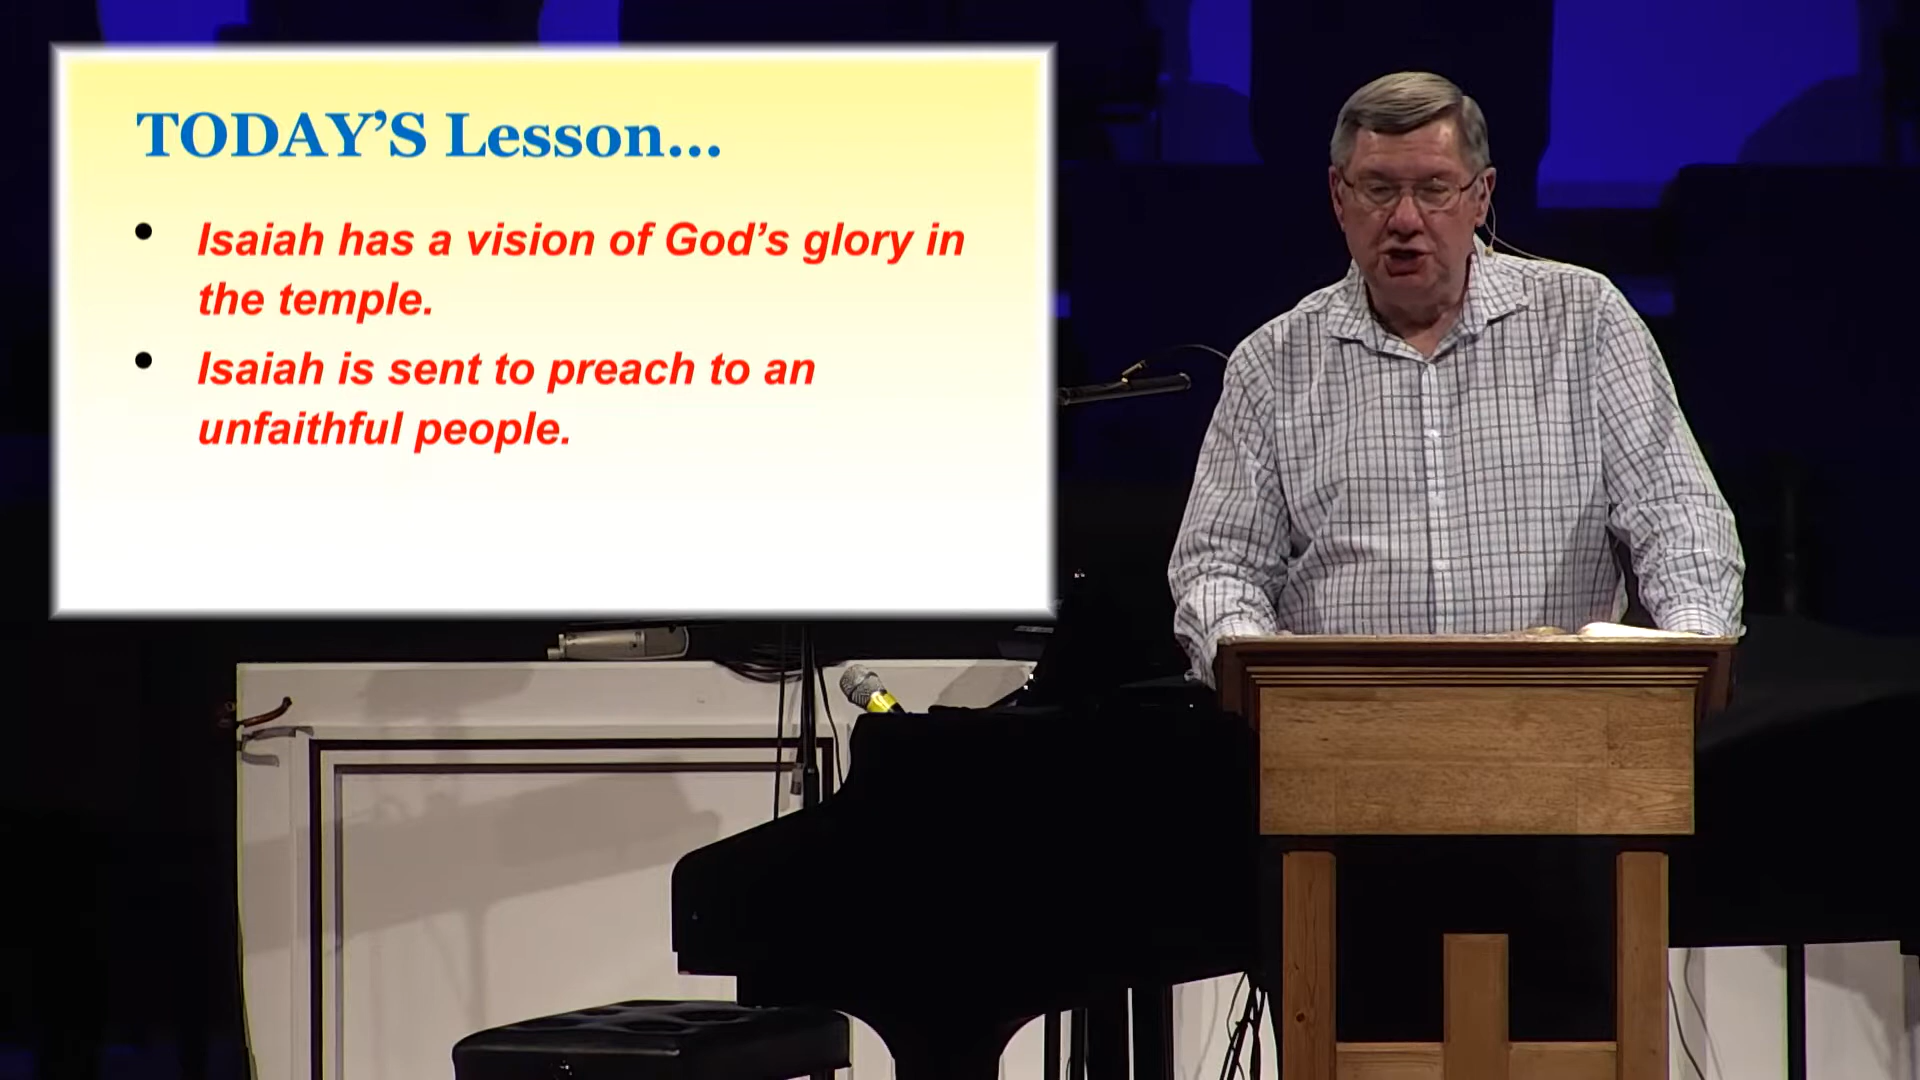 TODAY’S Lesson...
• Isaiah has a vision of God’s glory in
the temple.
• Isaiah is sent to preach to an
unfaithful people.